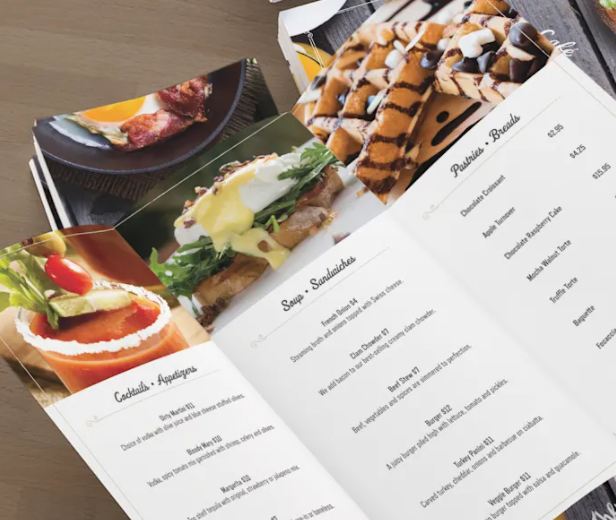 Café
Cocktails • Appetizers
Dirty Martini $11
Choice of vodka with olive juice and blue cheese stuffed olives.
Bloody Mary $10
Vodka, spicy tomato mix garnished with shrimp, celery and olives.
Margarita $10
shelf tequila with original, strawberry or jalapeno mix.
Soup • Sandwiches
French Onion $4
Steaming broth and onions topped with Swiss cheese.
Clam Chowder $7
We add bacon to our best-selling creamy clam chowder.
Beef Stew $7
Beef, vegetables and spices are simmered to perfection.
Burger $12
A juicy burger piled high with lettuce, tomato and pickles.
Turkey Panini $11
Carved turkey, cheddar, onions and barbecue on ciabatta.
Veggie Burger $11
burger topped with salsa and guacamole.
Pastries • Breads
Chocolate Croissant $2.95
Apple Turnover $4.25
Chocolate Raspberry Cake $15.95
Mocha Walnut Torte
Truffle Torte
Baguette